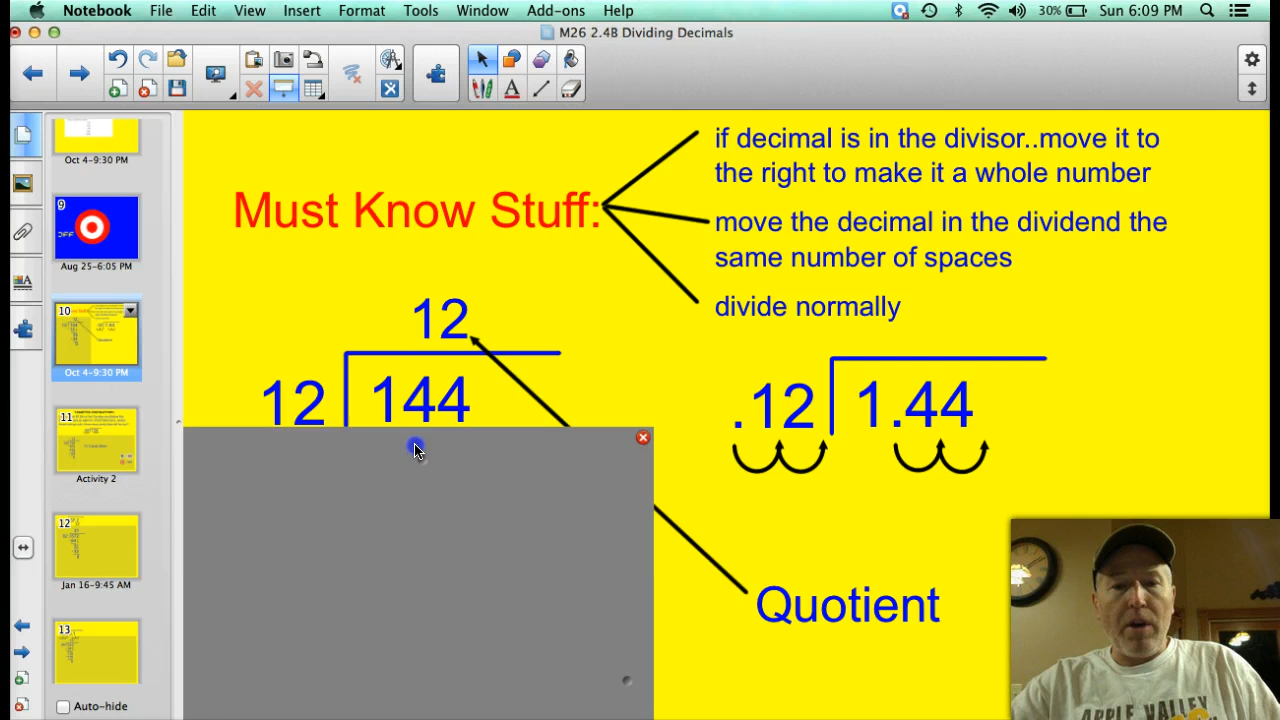 Notebook File Edit View Insert Format Tools Window Add-ons Help 30% Sun 6:09 PM
M26 2.4B Dividing Decimals
Oct 4-9:30 PM
9
OFF
Aug 25-6:05 PM
10
Oct 4-9:30 PM
11
Activity 2
12
Jan 16-9:45 AM
13
Auto-hide
if decimal is in the divisor..move it to
the right to make it a whole number
Must Know Stuff:
move the decimal in the dividend the
same number of spaces
divide normally
12
12 144
.12 1.44
Quotient
APPLE VALLEY